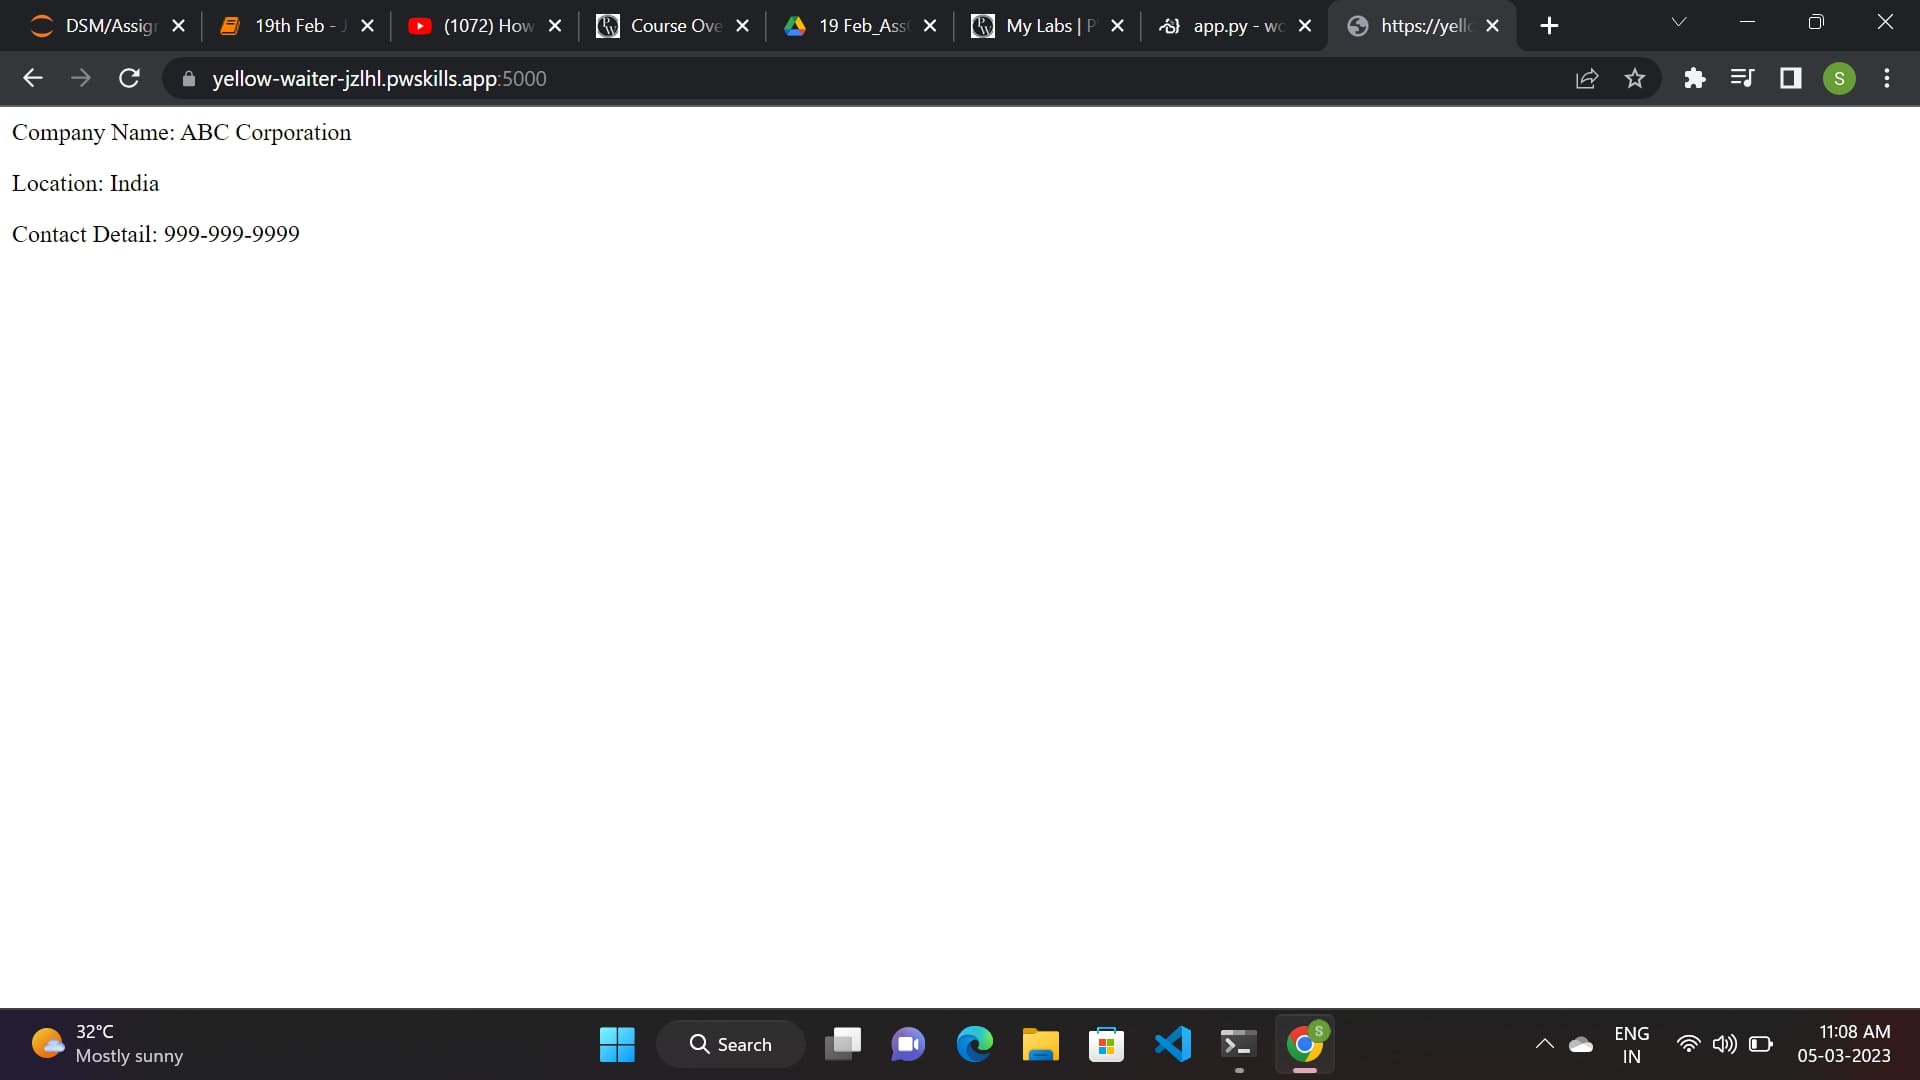 DSM/Assig
19th Feb - J
(1072) How
Course Ove
19 Feb_Ass
My Labs | P
app.py - wo
https://yello
yellow-waiter-jzlhl.pwskills.app:5000
S
Company Name: ABC Corporation
Location: India
Contact Detail: 999-999-9999
32°C
Mostly sunny
Search
S
ENG
IN
11:08 AM
05-03-2023